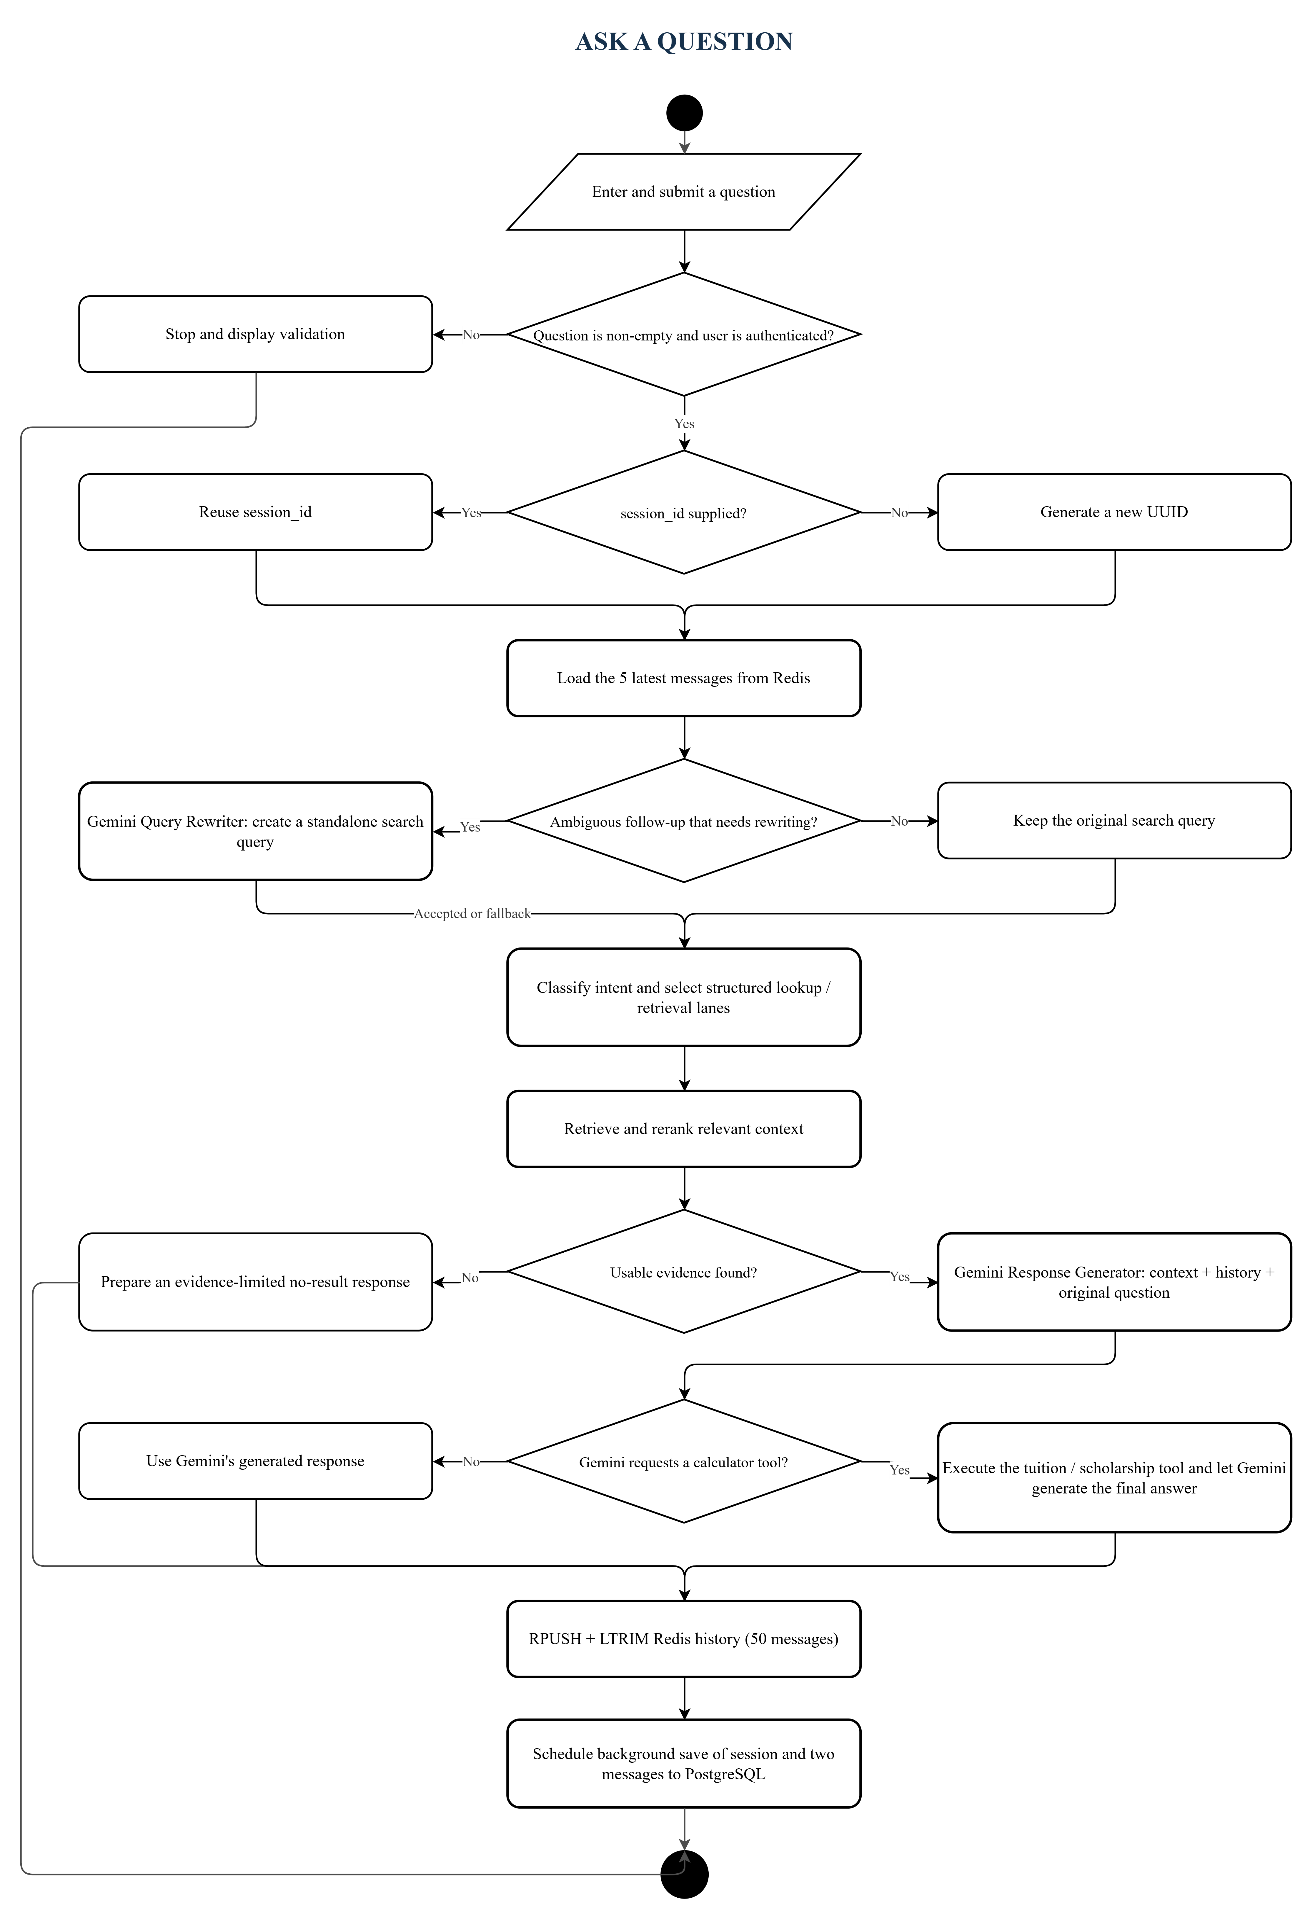 ASK A QUESTION
Enter and submit a question
Question is non-empty and user is authenticated?
No
Stop and display validation
Yes
session_id supplied?
Yes
Reuse session_id
No
Generate a new UUID
Load the 5 latest messages from Redis
Ambiguous follow-up that needs rewriting?
Yes
Gemini Query Rewriter: create a standalone search
query
No
Keep the original search query
Accepted or fallback
Classify intent and select structured lookup /
retrieval lanes
Retrieve and rerank relevant context
Usable evidence found?
No
Prepare an evidence-limited no-result response
Yes
Gemini Response Generator: context + history +
original question
Gemini requests a calculator tool?
No
Use Gemini's generated response
Yes
Execute the tuition / scholarship tool and let Gemini
generate the final answer
RPUSH + LTRIM Redis history (50 messages)
Schedule background save of session and two
messages to PostgreSQL